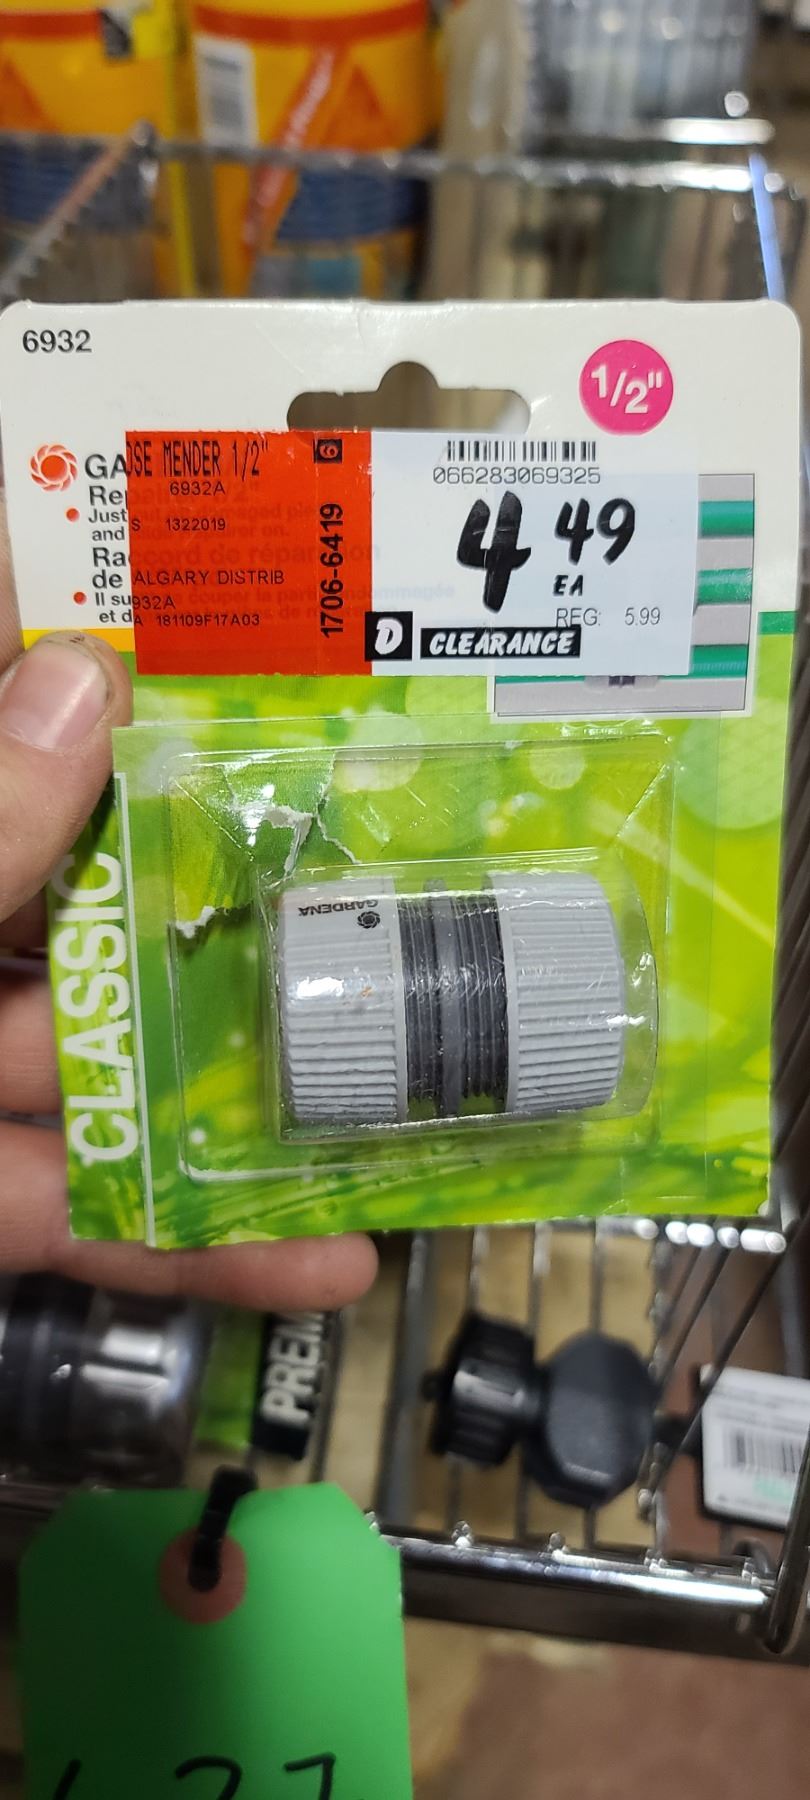 6932
1/2"
GA
OSE MENDER 1/2"
6
066283069325
Re
6932A
4 49
EA
Just
S 1322019
and
1706-6419
Ra
de
ALGARY DISTRIB
Il su
932A
et d
A 181109F17A03
REG: 5.99
D CLEARANCE
CLASSIC
GARDENA
PREM